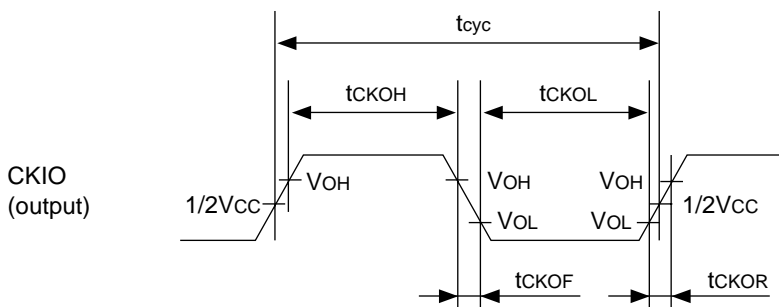 tcyc
tCKOH
tCKOL
CKIO
(output)
1/2VCC
VOH
VOH
VOL
VOH
VOL
1/2VCC
tCKOF
tCKOR